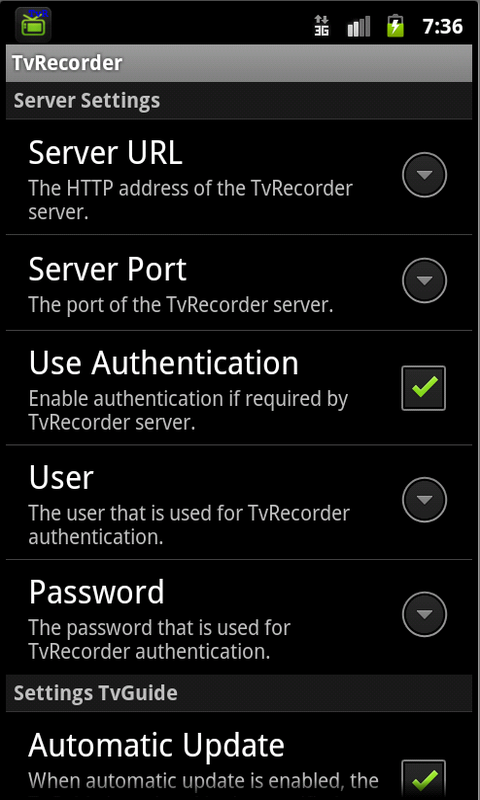 3G 7:36
TvRecorder
Server Settings
Server URL
The HTTP address of the TvRecorder
server.
Server Port
The port of the TvRecorder server.
Use Authentication
Enable authentication if required by
TvRecorder server.
User
The user that is used for TvRecorder
authentication.
Password
The password that is used for
TvRecorder authentication.
Settings TvGuide
Automatic Update
When automatic update is enabled, the